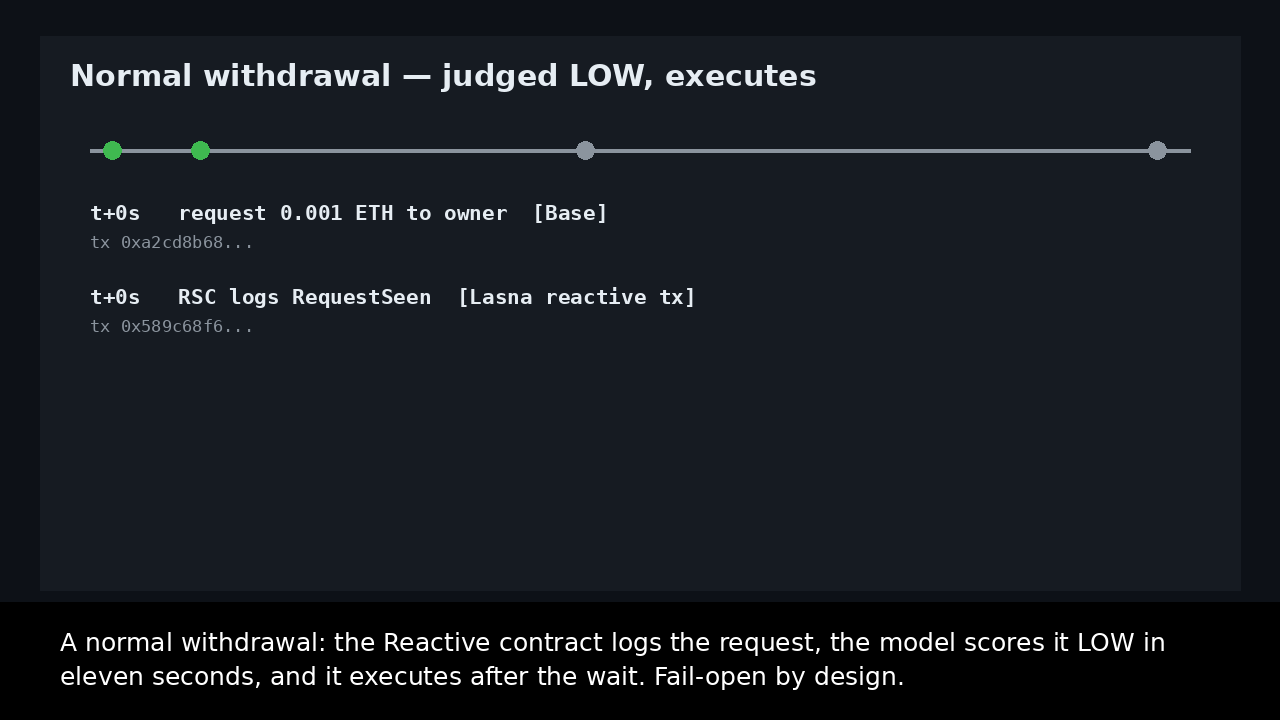 Normal withdrawal — judged LOW, executes
t+0s   request 0.001 ETH to owner  [Base]
tx 0xa2cd8b68...
t+0s   RSC logs RequestSeen  [Lasna reactive tx]
tx 0x589c68f6...
A normal withdrawal: the Reactive contract logs the request, the model scores it LOW in
eleven seconds, and it executes after the wait. Fail-open by design.